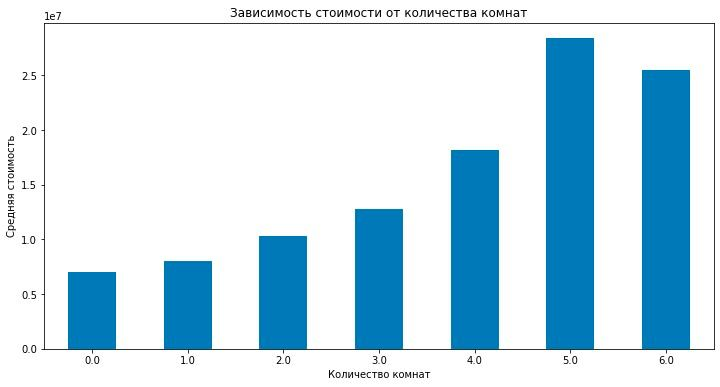 Зависимость стоимости от количества комнат
1e7
2.5
2.0
1.5
1.0
0.5
0.0
Средняя стоимость
0.0 1.0 2.0 3.0 4.0 5.0 6.0
Количество комнат